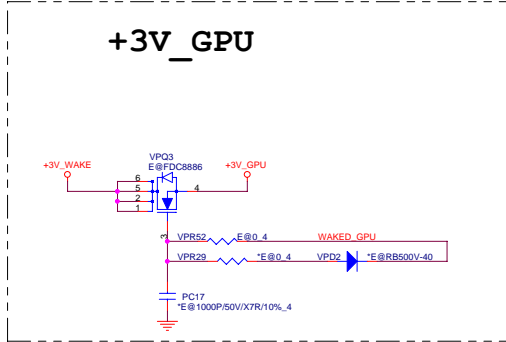 +3V_GPU
VPQ3
E@FDC8886
+3V_WAKE
+3V_GPU
6
5
2
1
4
3
VPR52
E@0_4
WAKED_GPU
VPR29
*E@0_4
VPD2
*E@RB500V-40
PC17
*E@1000P/50V/X7R/10%_4